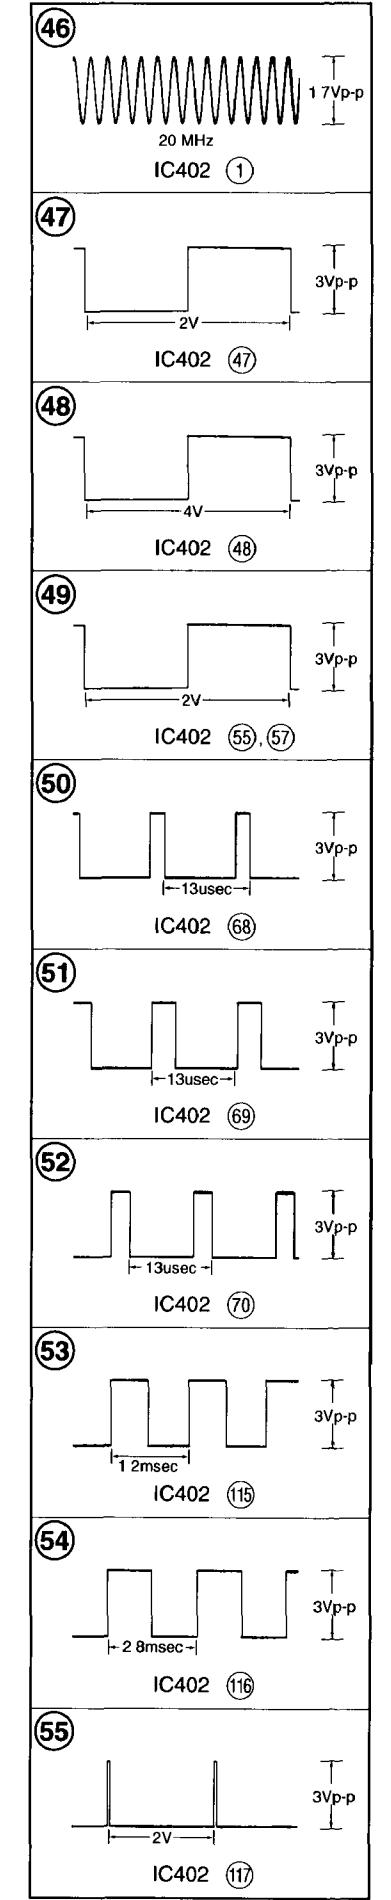 46
1 7Vp-p
20 MHz
IC402 1
47
3Vp-p
2V
IC402 47
48
3Vp-p
4V
IC402 48
49
3Vp-p
2V
IC402 55, 57
50
3Vp-p
13usec
IC402 68
51
3Vp-p
13usec
IC402 69
52
3Vp-p
13usec
IC402 70
53
3Vp-p
1 2msec
IC402 115
54
3Vp-p
2 8msec
IC402 116
55
3Vp-p
2V
IC402 117